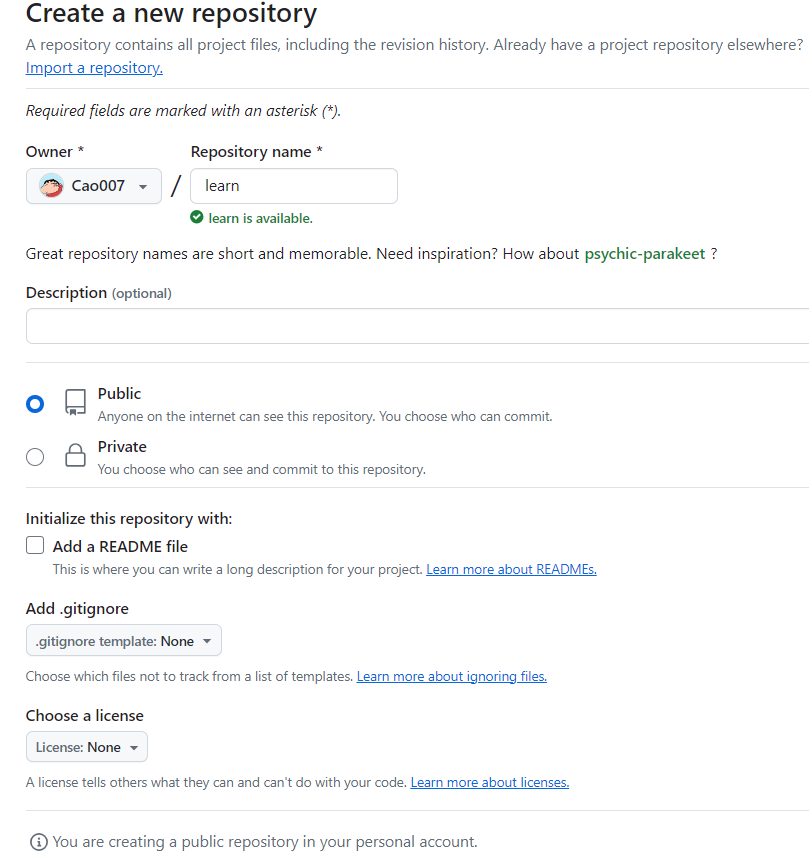 Create a new repository
A repository contains all project files, including the revision history. Already have a project repository elsewhere?
Import a repository.
Required fields are marked with an asterisk (*).
Owner * Repository name *
Cao007 / learn
learn is available.
Great repository names are short and memorable. Need inspiration? How about psychic-parakeet ?
Description (optional)
Public
Anyone on the internet can see this repository. You choose who can commit.
Private
You choose who can see and commit to this repository.
Initialize this repository with:
Add a README file
This is where you can write a long description for your project. Learn more about READMEs.
Add .gitignore
.gitignore template: None
Choose which files not to track from a list of templates. Learn more about ignoring files.
Choose a license
License: None
A license tells others what they can and can't do with your code. Learn more about licenses.
You are creating a public repository in your personal account.